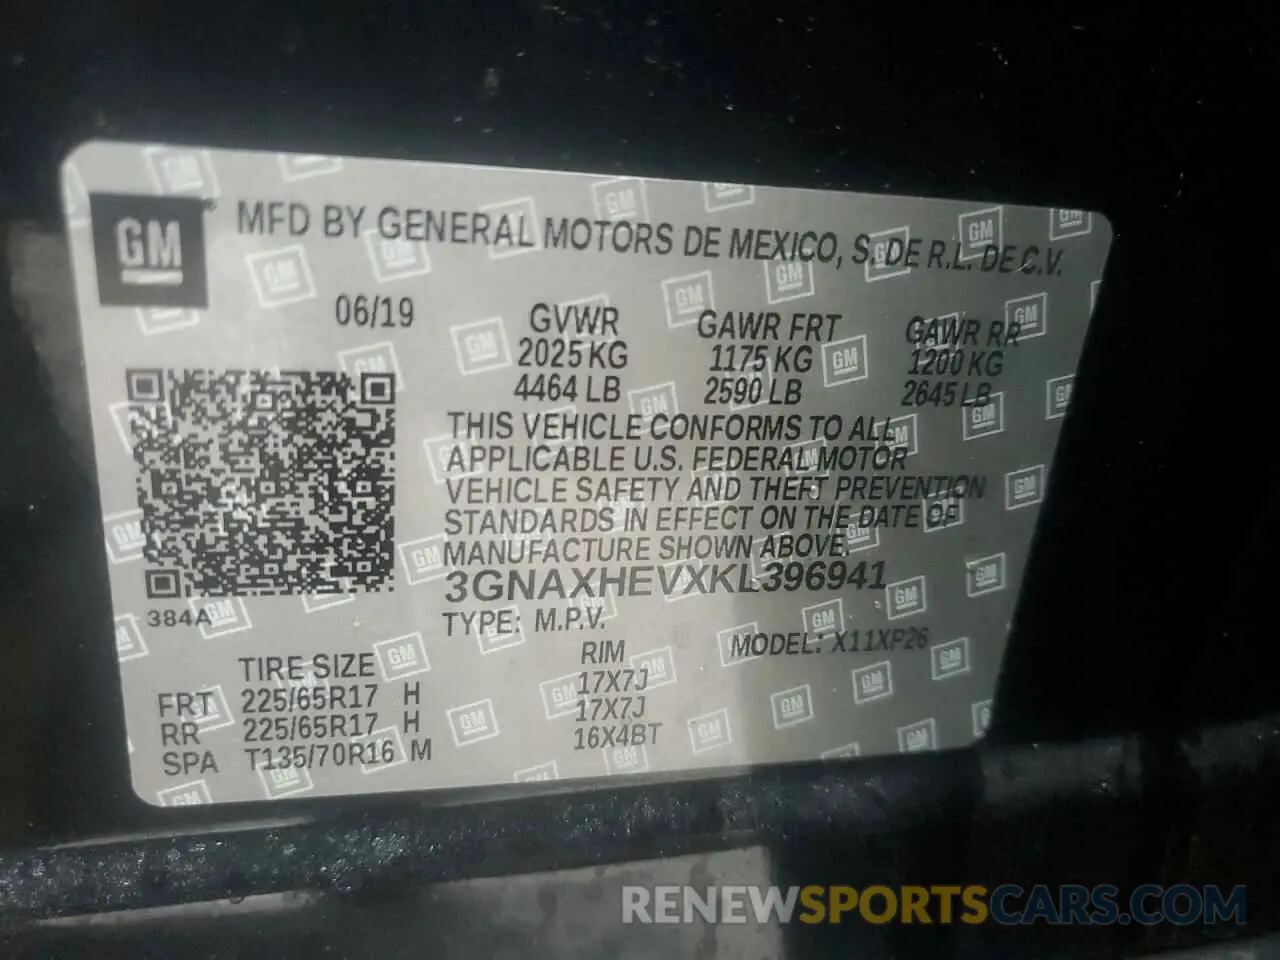 GM
MFD BY GENERAL MOTORS DE MEXICO, S. DE R.L. DE C.V.
06/19 GVWR GAWR FRT GAWR RR
2025 KG 1175 KG 1200 KG
4464 LB 2590 LB 2645 LB
THIS VEHICLE CONFORMS TO ALL
APPLICABLE U.S. FEDERAL MOTOR
VEHICLE SAFETY AND THEFT PREVENTION
STANDARDS IN EFFECT ON THE DATE OF
MANUFACTURE SHOWN ABOVE.
3GNAXHEVXKL396941
384A
TYPE: M.P.V. MODEL: X11XP26
TIRE SIZE RIM
FRT 225/65R17 H 17X7J
RR 225/65R17 H 17X7J
SPA T135/70R16 M 16X4BT
RENEWSPORTSCARS.COM